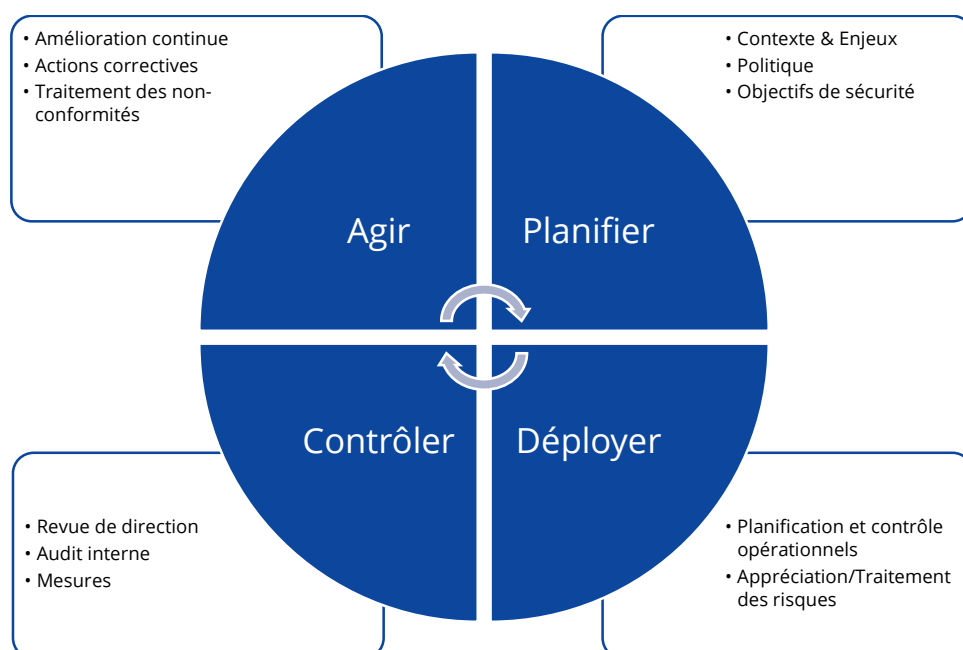 • Amélioration continue
• Actions correctives
• Traitement des non-
conformités
• Contexte & Enjeux
• Politique
• Objectifs de sécurité
Agir
Planifier
Contrôler
Déployer
• Revue de direction
• Audit interne
• Mesures
• Planification et contrôle
opérationnels
• Appréciation/Traitement
des risques